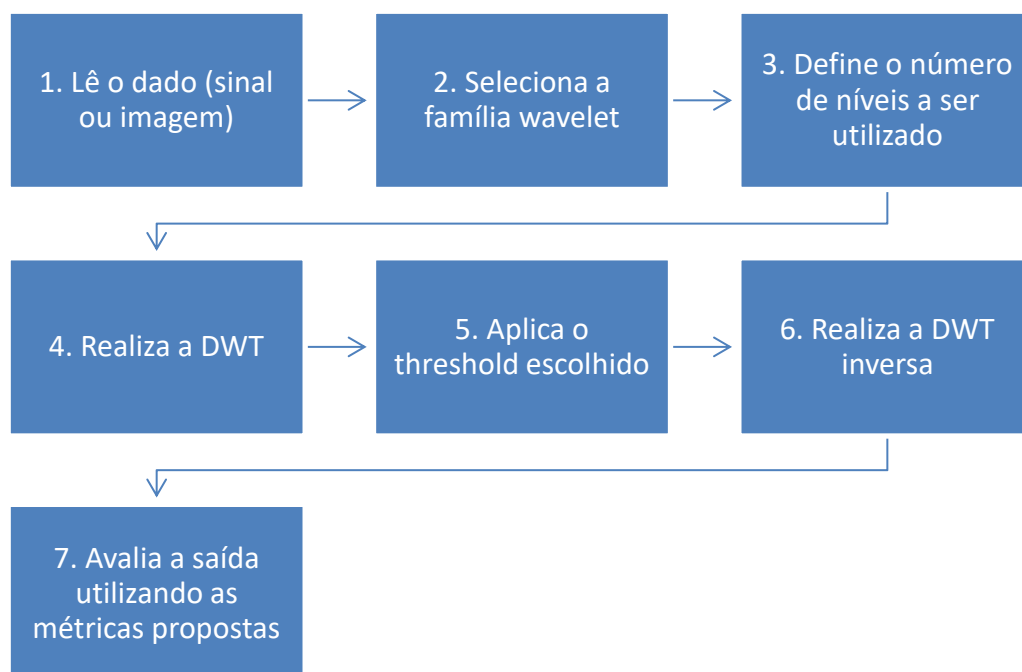 1. Lê o dado (sinal
ou imagem)
2. Seleciona a
família wavelet
3. Define o número
de níveis a ser
utilizado
4. Realiza a DWT
5. Aplica o
threshold escolhido
6. Realiza a DWT
inversa
7. Avalia a saída
utilizando as
métricas propostas